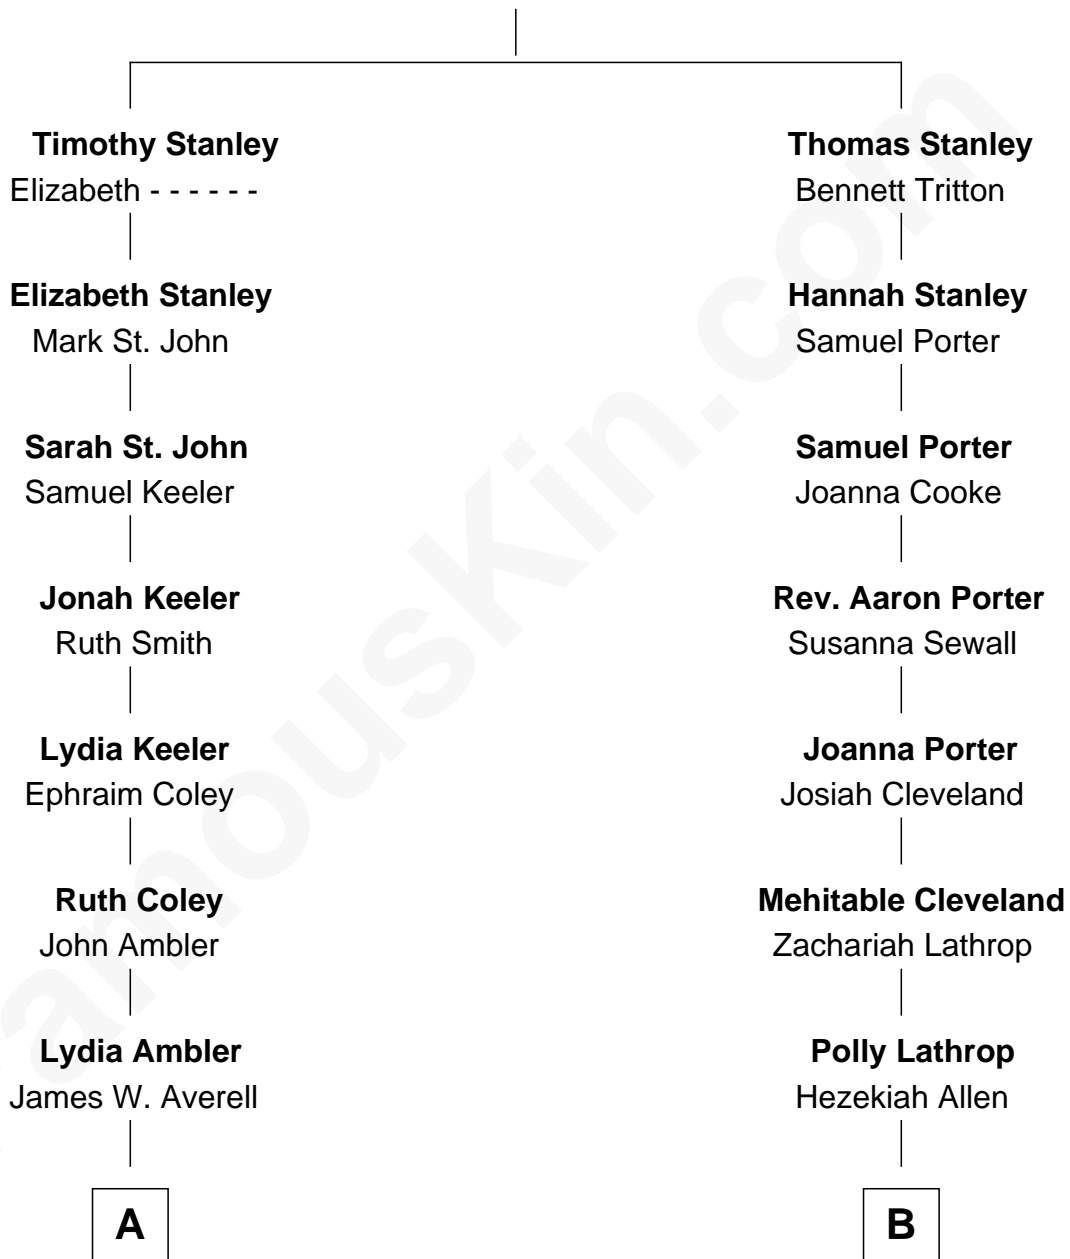 Timothy Stanley
Elizabeth - - - - - -
Elizabeth Stanley
Mark St. John
Sarah St. John
Samuel Keeler
Jonah Keeler
Ruth Smith
Lydia Keeler
Ephraim Coley
Ruth Coley
John Ambler
Lydia Ambler
James W. Averell
A
Thomas Stanley
Bennett Tritton
Hannah Stanley
Samuel Porter
Samuel Porter
Joanna Cooke
Rev. Aaron Porter
Susanna Sewall
Joanna Porter
Josiah Cleveland
Mehitable Cleveland
Zachariah Lathrop
Polly Lathrop
Hezekiah Allen
B
amousKin.com